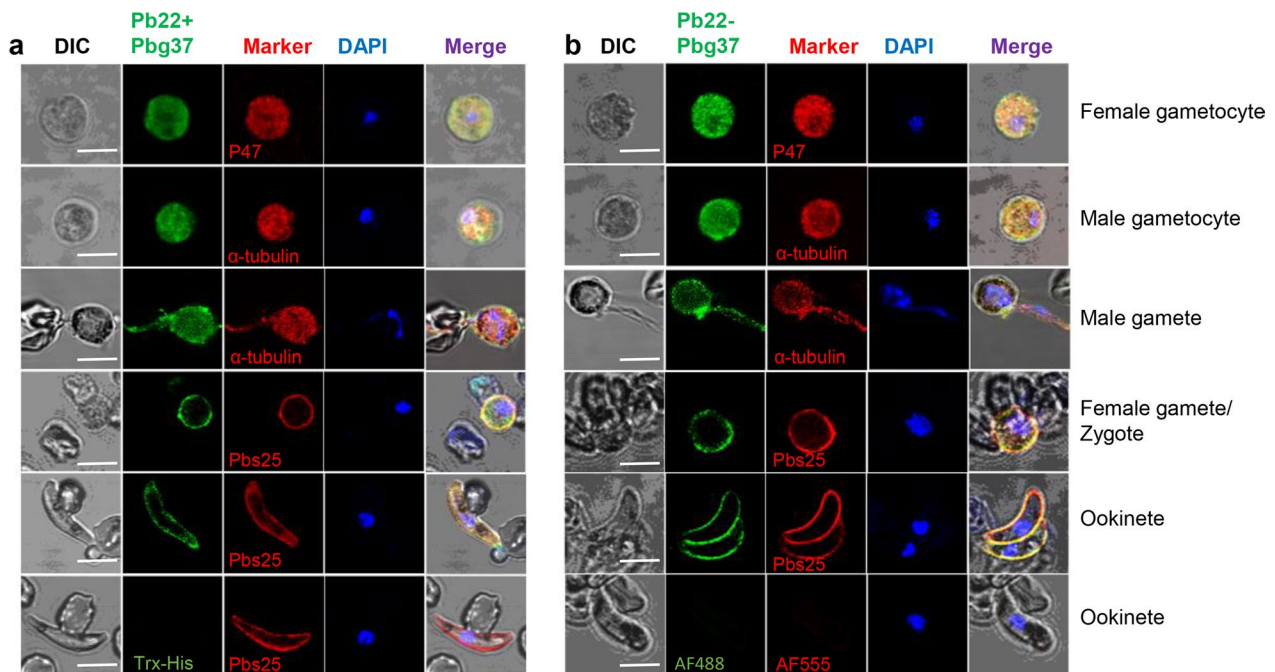 a
DIC
Pb22+
Pbg37
Marker
DAPI
Merge
b
DIC
Pb22-
Pbg37
Marker
DAPI
Merge
P47
P47
Female gametocyte
α-tubulin
α-tubulin
Male gametocyte
α-tubulin
α-tubulin
Male gamete
Pbs25
Pbs25
Female gamete/
Zygote
Pbs25
Pbs25
Ookinete
Trx-His
Pbs25
AF488
AF555
Ookinete